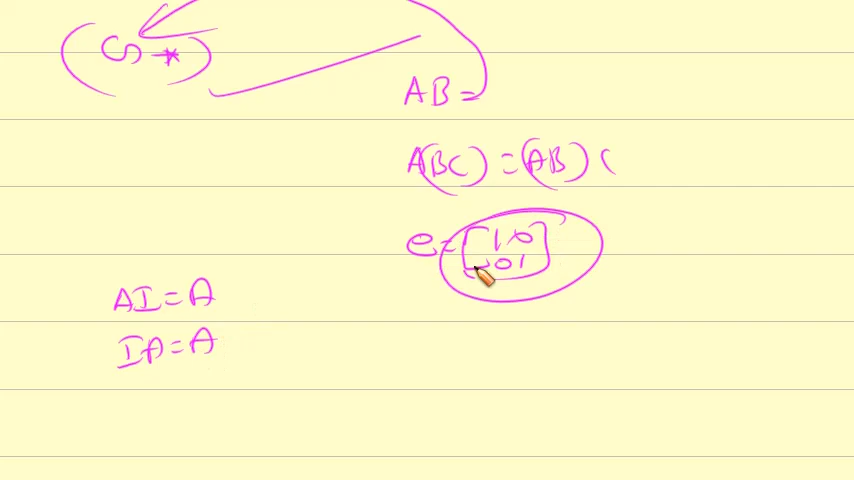 (S *)
AB =
A(BC) = (AB) (
e = [1 0
0 1]
AI = A
IA = A